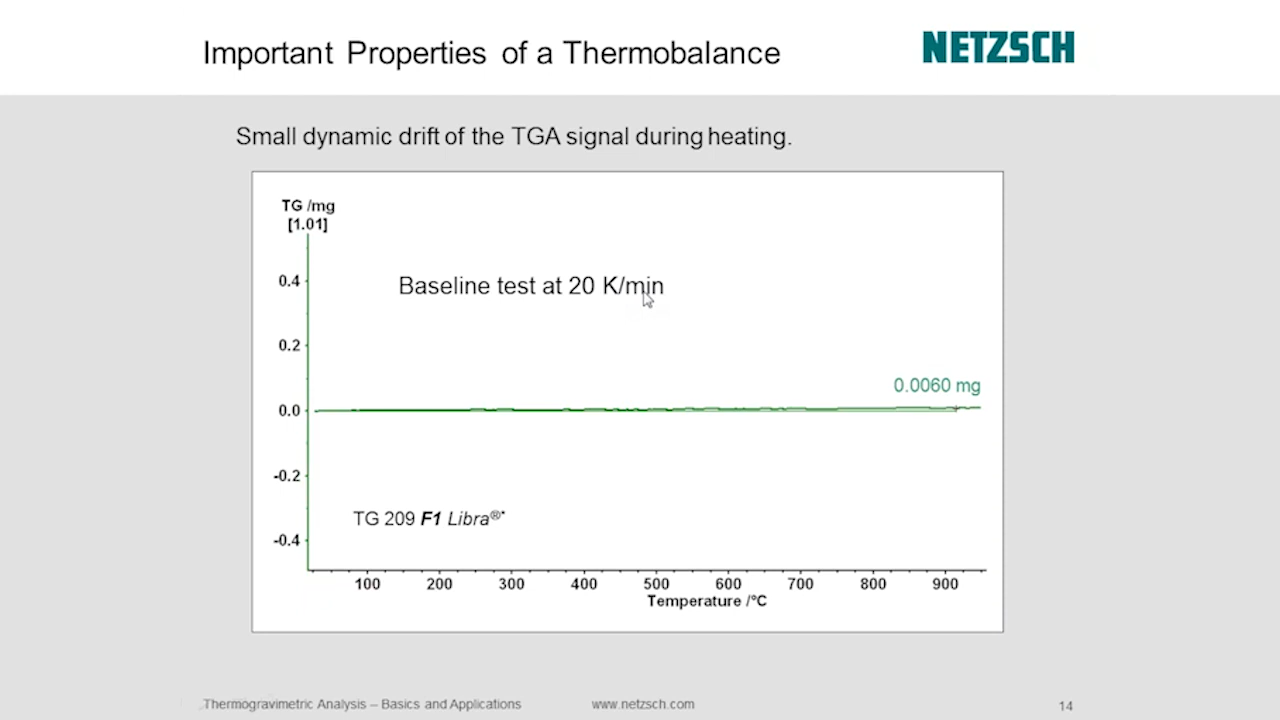 Important Properties of a Thermobalance
NETZSCH
Small dynamic drift of the TGA signal during heating.
TG /mg
[1.01]
Baseline test at 20 K/min
0.4
0.2
0.0060 mg
0.0
-0.2
TG 209 F1 Libra®*
-0.4
100 200 300 400 500 600 700 800 900
Temperature /°C
Thermogravimetric Analysis – Basics and Applications www.netzsch.com 14